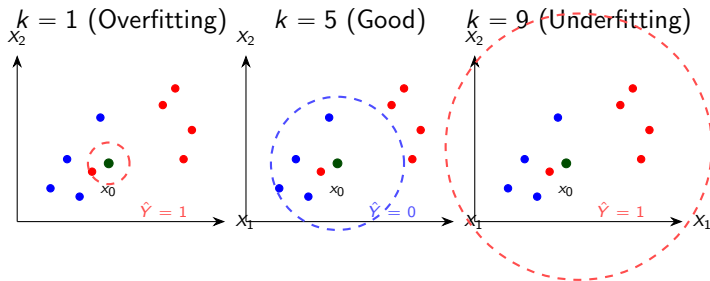 k = 1 (Overfitting)
X₂
x₀
Ŷ = 1
X₁
k = 5 (Good)
X₂
x₀
Ŷ = 0
X₁
k = 9 (Underfitting)
X₂
x₀
Ŷ = 1
X₁